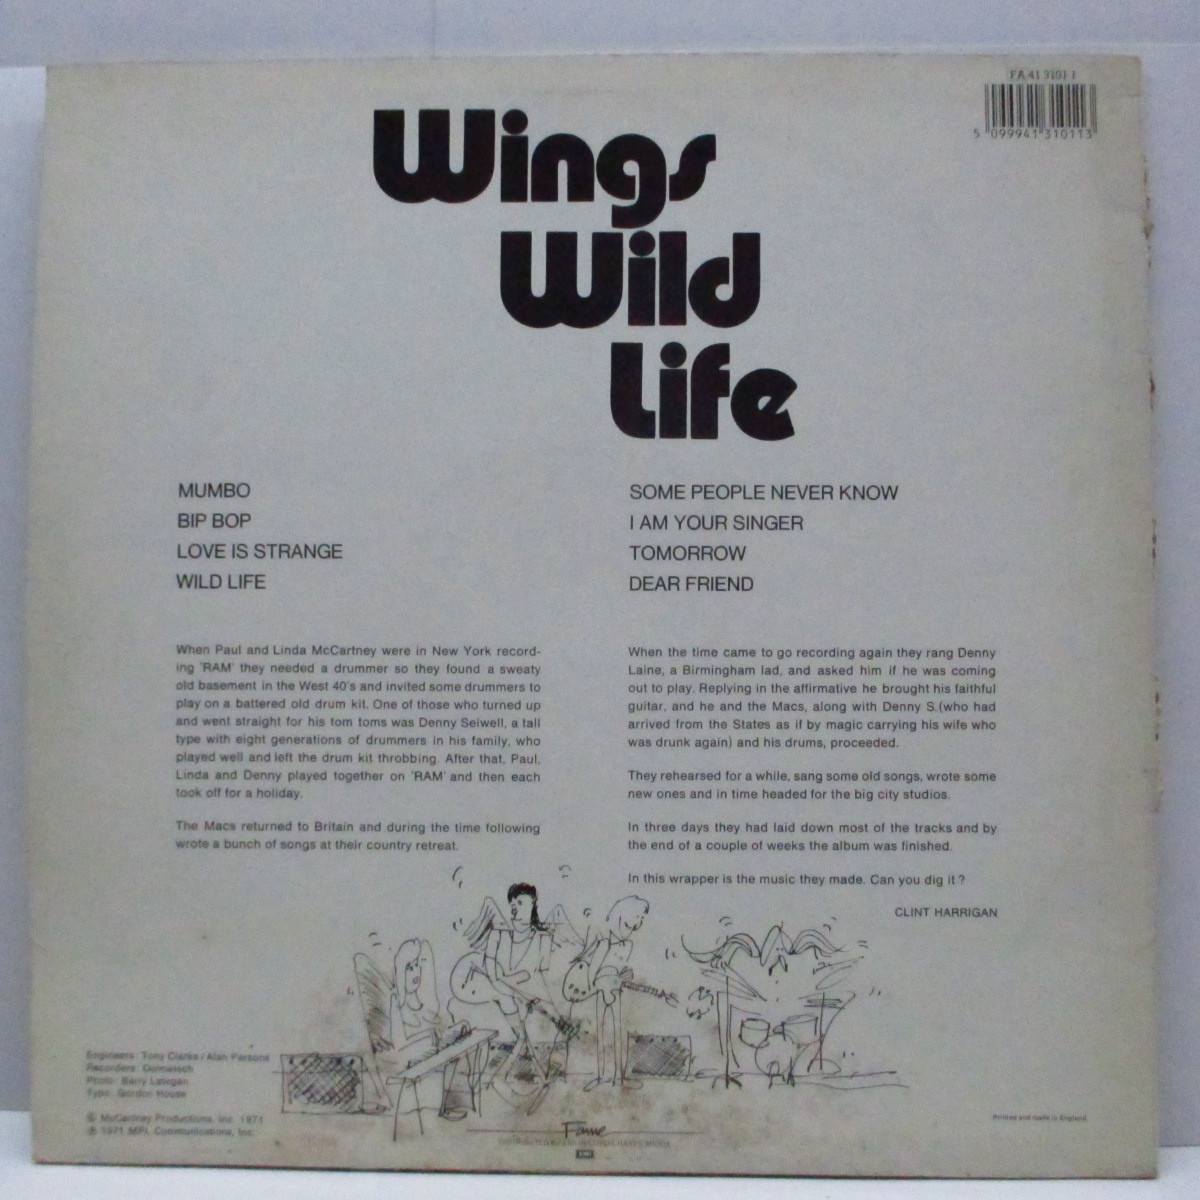 FA 41 3101 1
5 099941 310113
Wings
Wild
Life
MUMBO
BIP BOP
LOVE IS STRANGE
WILD LIFE
SOME PEOPLE NEVER KNOW
I AM YOUR SINGER
TOMORROW
DEAR FRIEND
When Paul and Linda McCartney were in New York record-
ing 'RAM' they needed a drummer so they found a sweaty
old basement in the West 40's and invited some drummers to
play on a battered old drum kit. One of those who turned up
and went straight for his tom toms was Denny Seiwell, a tall
type with eight generations of drummers in his family, who
played well and left the drum kit throbbing. After that, Paul,
Linda and Denny played together on 'RAM' and then each
took off for a holiday.
The Macs returned to Britain and during the time following
wrote a bunch of songs at their country retreat.
When the time came to go recording again they rang Denny
Laine, a Birmingham lad, and asked him if he was coming
out to play. Replying in the affirmative he brought his faithful
guitar, and he and the Macs, along with Denny S.(who had
arrived from the States as if by magic carrying his wife who
was drunk again) and his drums, proceeded.
They rehearsed for a while, sang some old songs, wrote some
new ones and in time headed for the big city studios.
In three days they had laid down most of the tracks and by
the end of a couple of weeks the album was finished.
In this wrapper is the music they made. Can you dig it?
CLINT HARRIGAN
Engineers: Tony Clarke / Alan Parsons
Recorders: Dolmetsch
Photo: Barry Lategan
Type: Gordon House
© McCartney Productions, Inc. 1971
℗ 1971 MPL Communications, Inc.
Fame
EMI
Printed and made in England